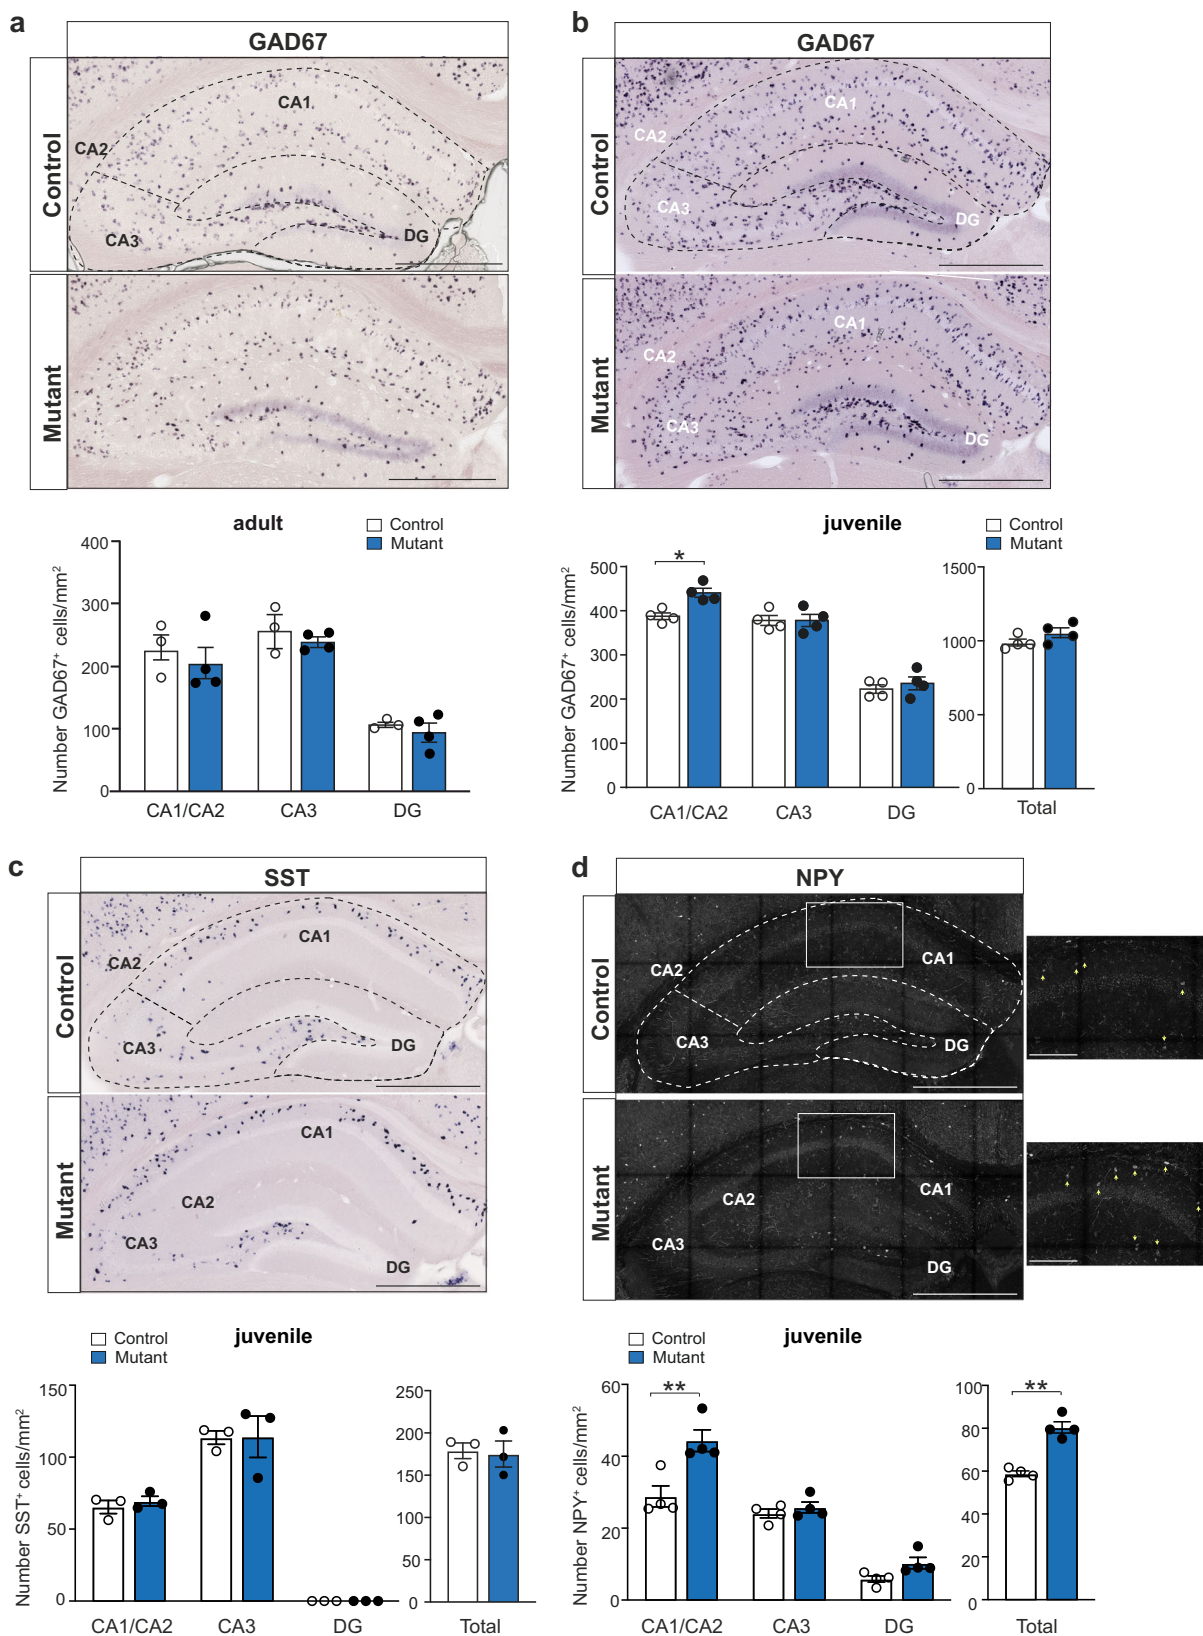 a
GAD67
Control
CA1
CA2
CA3
DG
Mutant
adult
Control
Mutant
Number GAD67⁺ cells/mm²
400
300
200
100
0
CA1/CA2
CA3
DG
b
GAD67
Control
CA1
CA2
CA3
DG
Mutant
CA1
CA2
CA3
DG
juvenile
Control
Mutant
Number GAD67⁺ cells/mm²
500
400
300
200
100
0
*
CA1/CA2
CA3
DG
1500
1000
500
0
Total
c
SST
Control
CA1
CA2
CA3
DG
Mutant
CA1
CA2
CA3
DG
juvenile
Control
Mutant
Number SST⁺ cells/mm²
150
100
50
0
CA1/CA2
CA3
DG
250
200
150
100
50
0
Total
d
NPY
Control
CA2
CA1
CA3
DG
Mutant
CA2
CA1
CA3
DG
juvenile
Control
Mutant
Number NPY⁺ cells/mm²
60
40
20
0
**
CA1/CA2
CA3
DG
100
80
60
40
20
0
**
Total